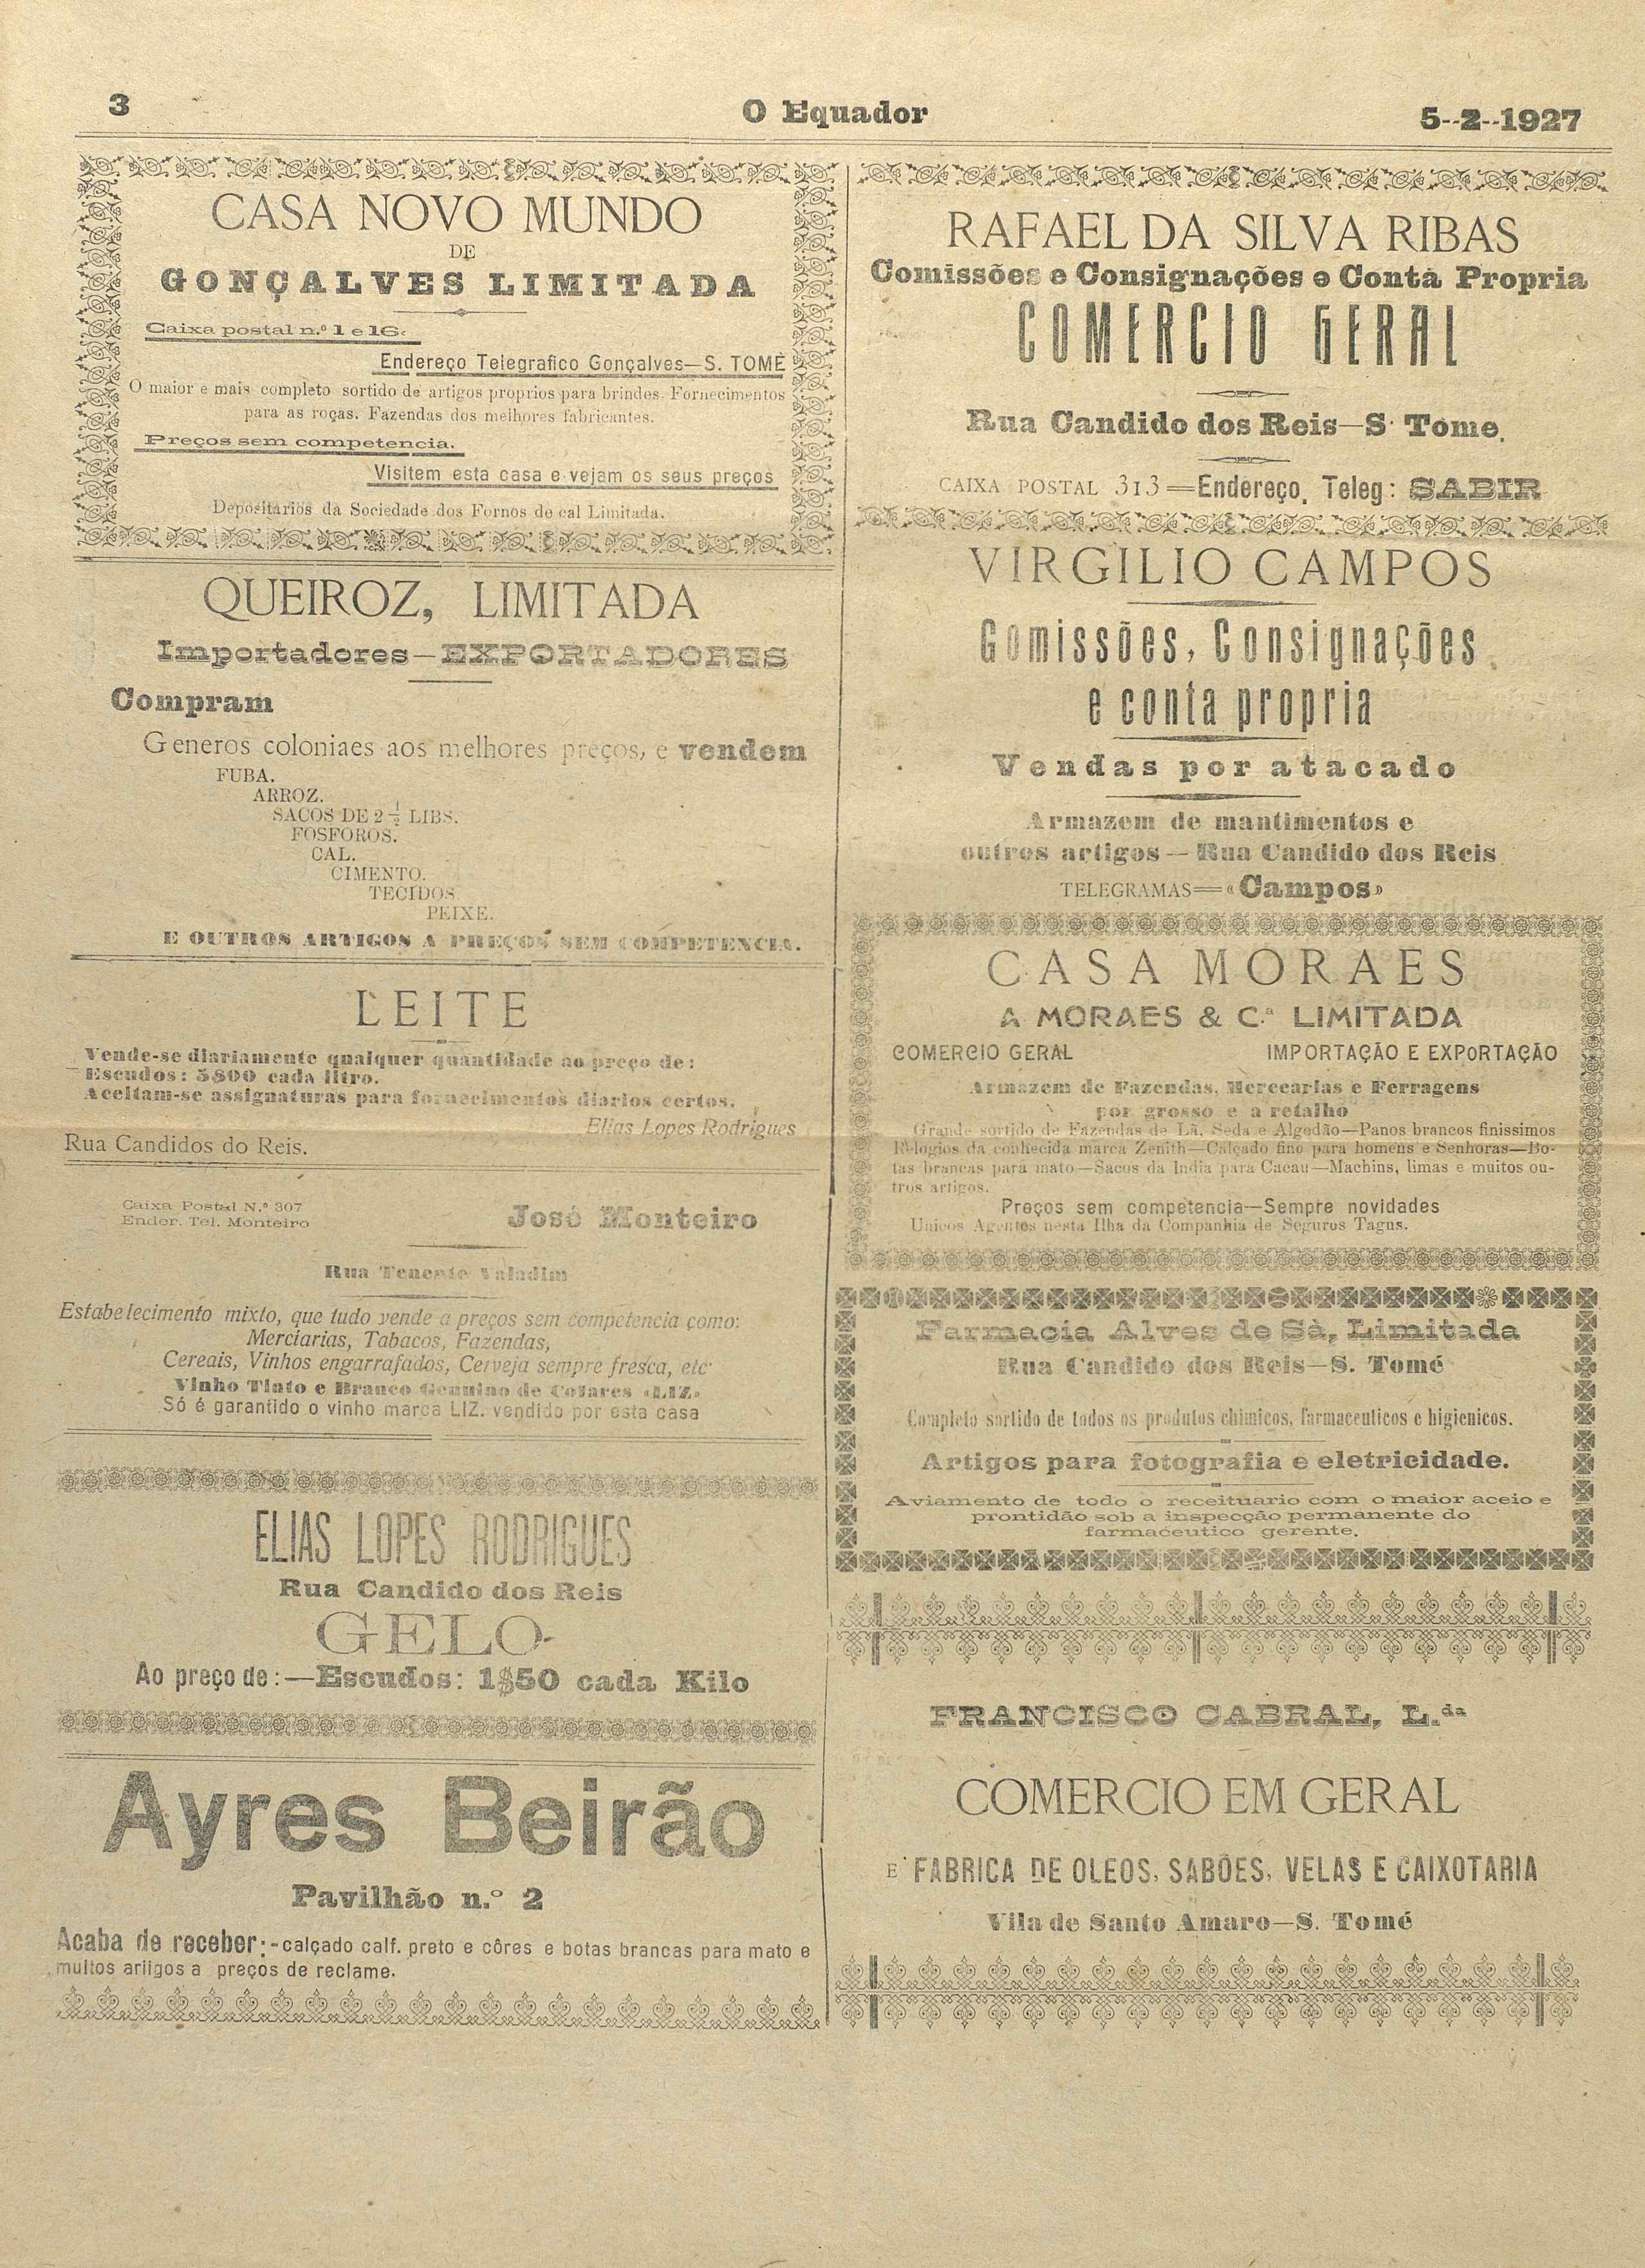 3
O Equador
5--2--1927
CASA NOVO MUNDO
DE
GONÇALVES LIMITADA
Caixa postal n.º 1 e 16.
Endereço Telegrafico Gonçalves—S. TOMÉ
O maior e mais completo sortido de artigos proprios para brindes. Fornecimentos
para as roças. Fazendas dos melhores fabricantes.
Preços sem competencia.
Visitem esta casa e vejam os seus preços
Depositarios da Sociedade dos Fornos de cal Limitada.
QUEIROZ, LIMITADA
Importadores—EXPORTADORES
Compram
Generos coloniaes aos melhores preços, e vendem
FUBA.
ARROZ.
SACOS DE 2 ½ LIBS.
FOSFOROS.
CAL.
CIMENTO.
TECIDOS
PEIXE.
E OUTROS ARTIGOS A PREÇOS SEM COMPETENCIA.
LEITE
Vende-se diariamente qualquer quantidade ao preço de:
Escudos: 3$00 cada litro.
Aceitam-se assignaturas para fornecimentos diarios certos.
Elias Lopes Rodrigues
Rua Candidos do Reis.
Caixa Postal N.º 307
Ender. Tel. Monteiro
José Monteiro
Rua Tenente Valadim
Estabelecimento mixto, que tudo vende a preços sem competencia como:
Merciarias, Tabacos, Fazendas,
Cereais, Vinhos engarrafados, Cerveja sempre fresca, etc
Vinho Tinto e Branco Genuino de Colares «LIZ»
Só é garantido o vinho marca LIZ. vendido por esta casa
ELIAS LOPES RODRIGUES
Rua Candido dos Reis
GELO
Ao preço de:—Escudos: 1$50 cada Kilo
Ayres Beirão
Pavilhão n.º 2
Acaba de receber:-calçado calf. preto e côres e botas brancas para mato e
muitos ariigos a preços de reclame.
RAFAEL DA SILVA RIBAS
Comissões e Consignações e Conta Propria
COMERCIO GERAL
Rua Candido dos Reis—S. Tome.
CAIXA POSTAL 313=Endereço. Teleg: SABIR
VIRGILIO CAMPOS
Gomissões, Consignações
e conta propria
Vendas por atacado
Armazem de mantimentos e
outros artigos—Rua Candido dos Reis.
TELEGRAMAS=«Campos»
CASA MORAES
A MORAES & C.ª LIMITADA
COMERCIO GERAL IMPORTAÇÃO E EXPORTAÇÃO
Armazem de Fazendas, Mercearias e Ferragens
por grosso e a retalho
Grande sortido de Fazendas de Lã, Seda e Algodão—Panos brancos finissimos
Relogios da conhecida marca Zenith—Calçado fino para homens e Senhoras—Bo-
tas brancas para mato—Sacos da India para Cacau—Machins, limas e muitos ou-
tros artigos.
Preços sem competencia—Sempre novidades
Unicos Agentes nesta Ilha da Companhia de Seguros Tagus.
Farmacia Alves de Sà, Limitada
Rua Candido dos Reis—S. Tomé
Completo sortido de todos os produtos chimicos, farmaceuticos e higienicos.
Artigos para fotografia e eletricidade.
Aviamento de todo o receituario com o maior aceio e
prontidão sob a inspecção permanente do
farmaceutico gerente.
FRANCISCO CABRAL, L.da
COMERCIO EM GERAL
E FABRICA DE OLEOS, SABÕES, VELAS E CAIXOTARIA
Vila de Santo Amaro—S. Tomé